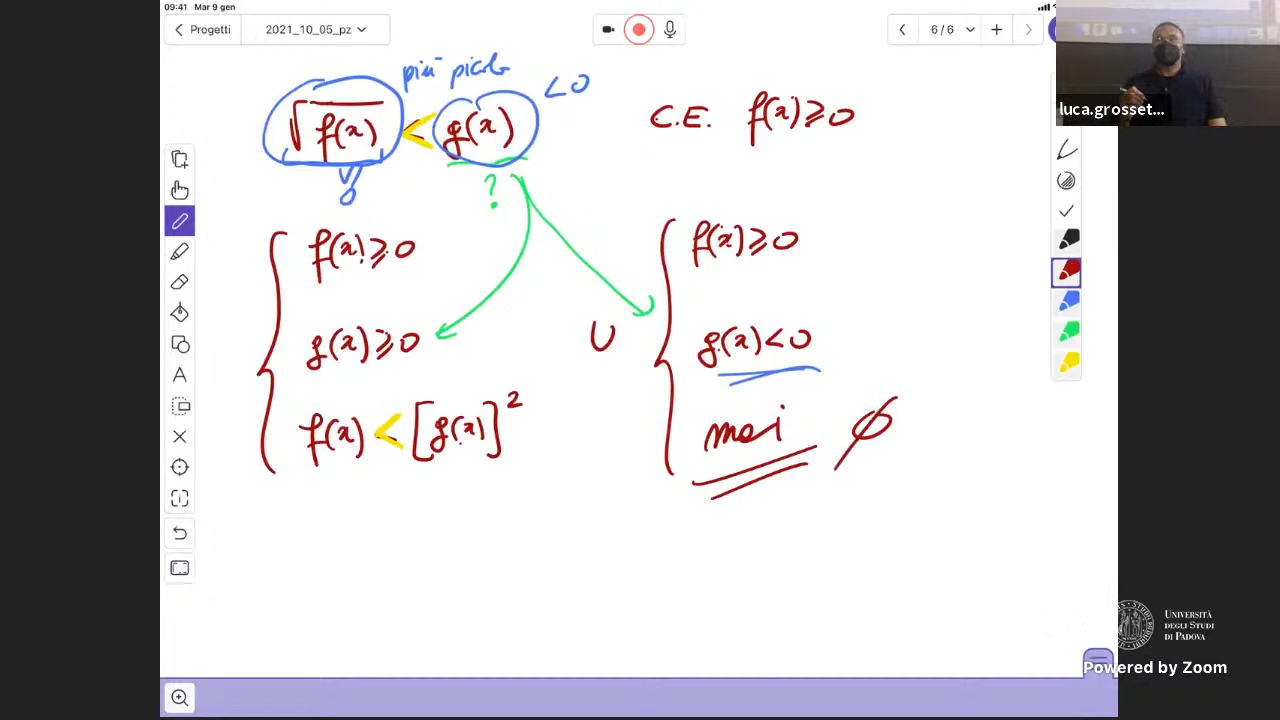 09:41 Mar 9 gen
Progetti
2021_10_05_pz
6/6
più piccolo
√f(x) < g(x)
<0
C.E. f(x) ⩾ 0
V//
0
?
f(x) ⩾ 0
g(x) ⩾ 0
f(x) < [g(x)]²
U
f(x) ⩾ 0
g(x) < 0
mai ∅
luca.grosset...
UNIVERSITÀ
DEGLI STUDI
DI PADOVA
Powered by Zoom